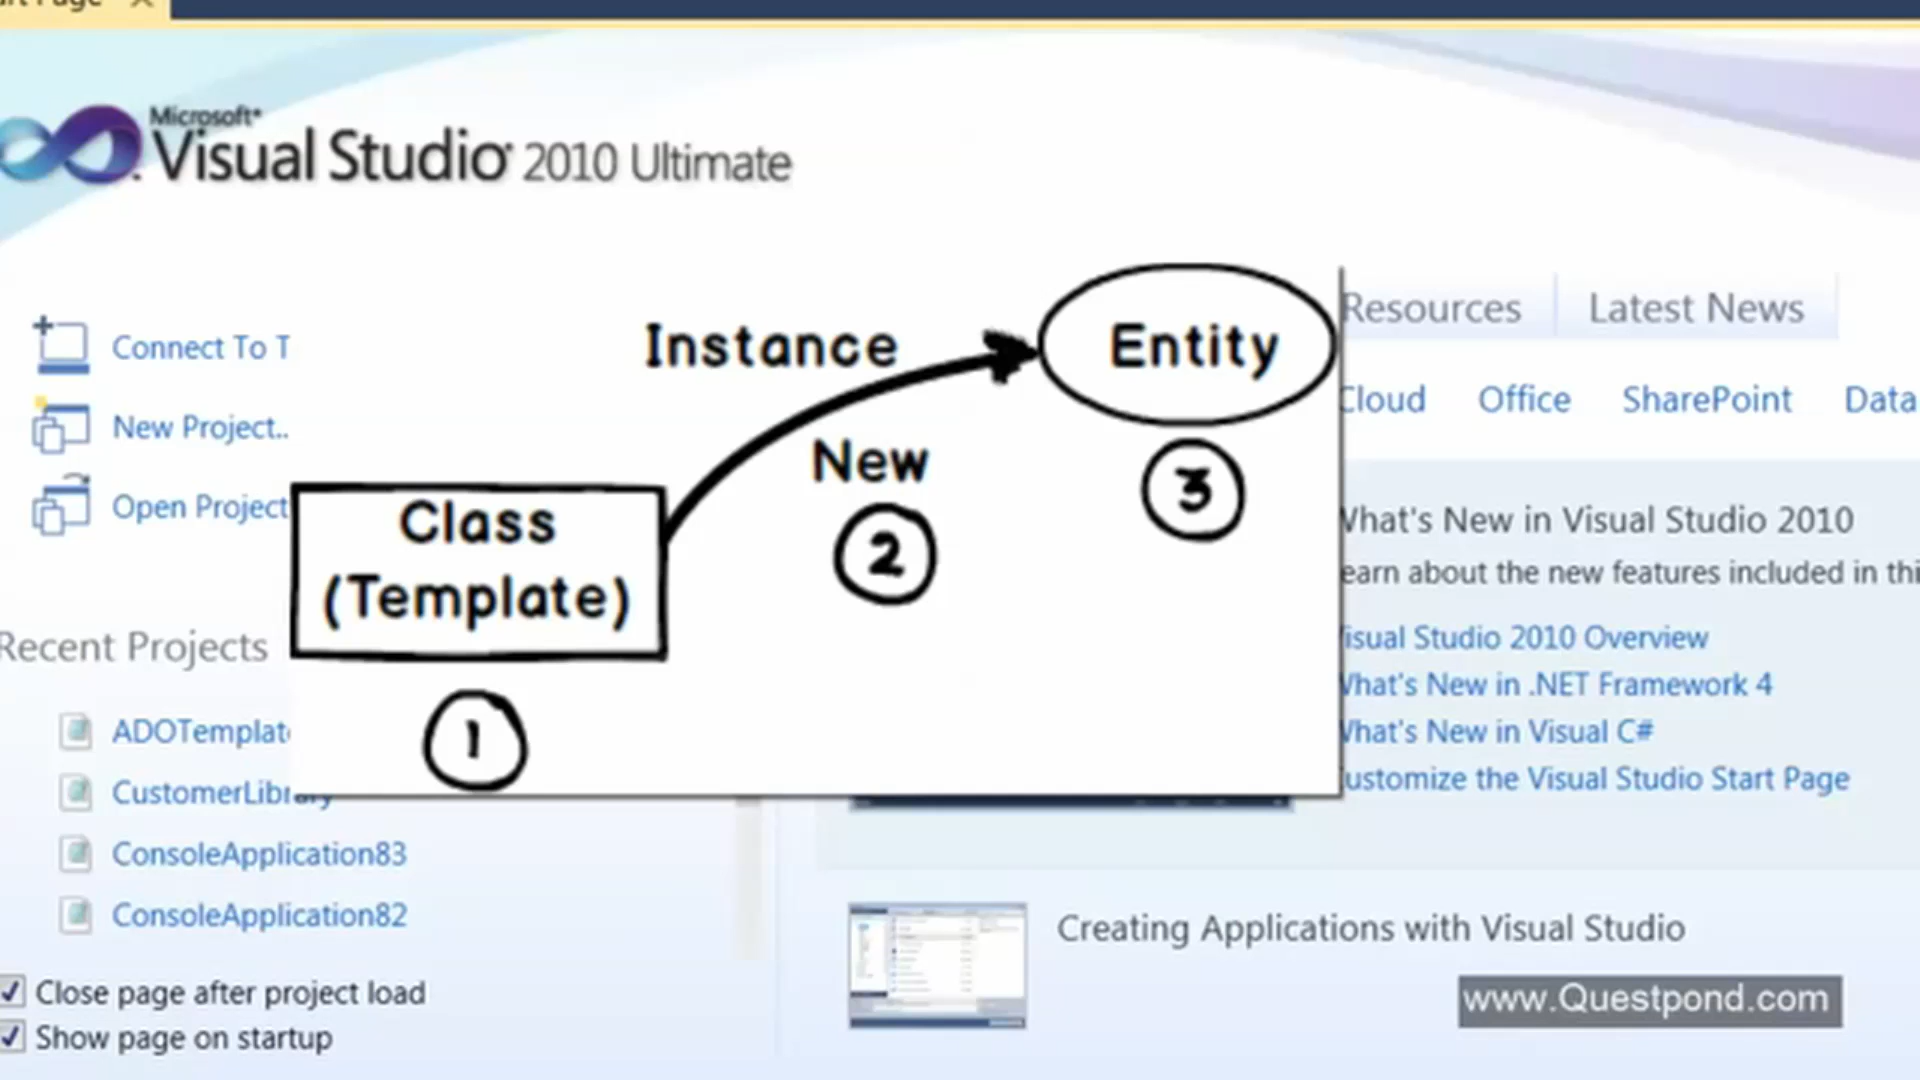 Microsoft
Visual Studio 2010 Ultimate
Connect To T
New Project..
Open Project
Recent Projects
ADOTemplat
CustomerLibrary
ConsoleApplication83
ConsoleApplication82
Close page after project load
Show page on startup
Instance
Entity
New
Class
(Template)
1
2
3
Resources
Latest News
Cloud
Office
SharePoint
Data
What's New in Visual Studio 2010
earn about the new features included in thi
isual Studio 2010 Overview
What's New in .NET Framework 4
What's New in Visual C#
ustomize the Visual Studio Start Page
Creating Applications with Visual Studio
www.Questpond.com